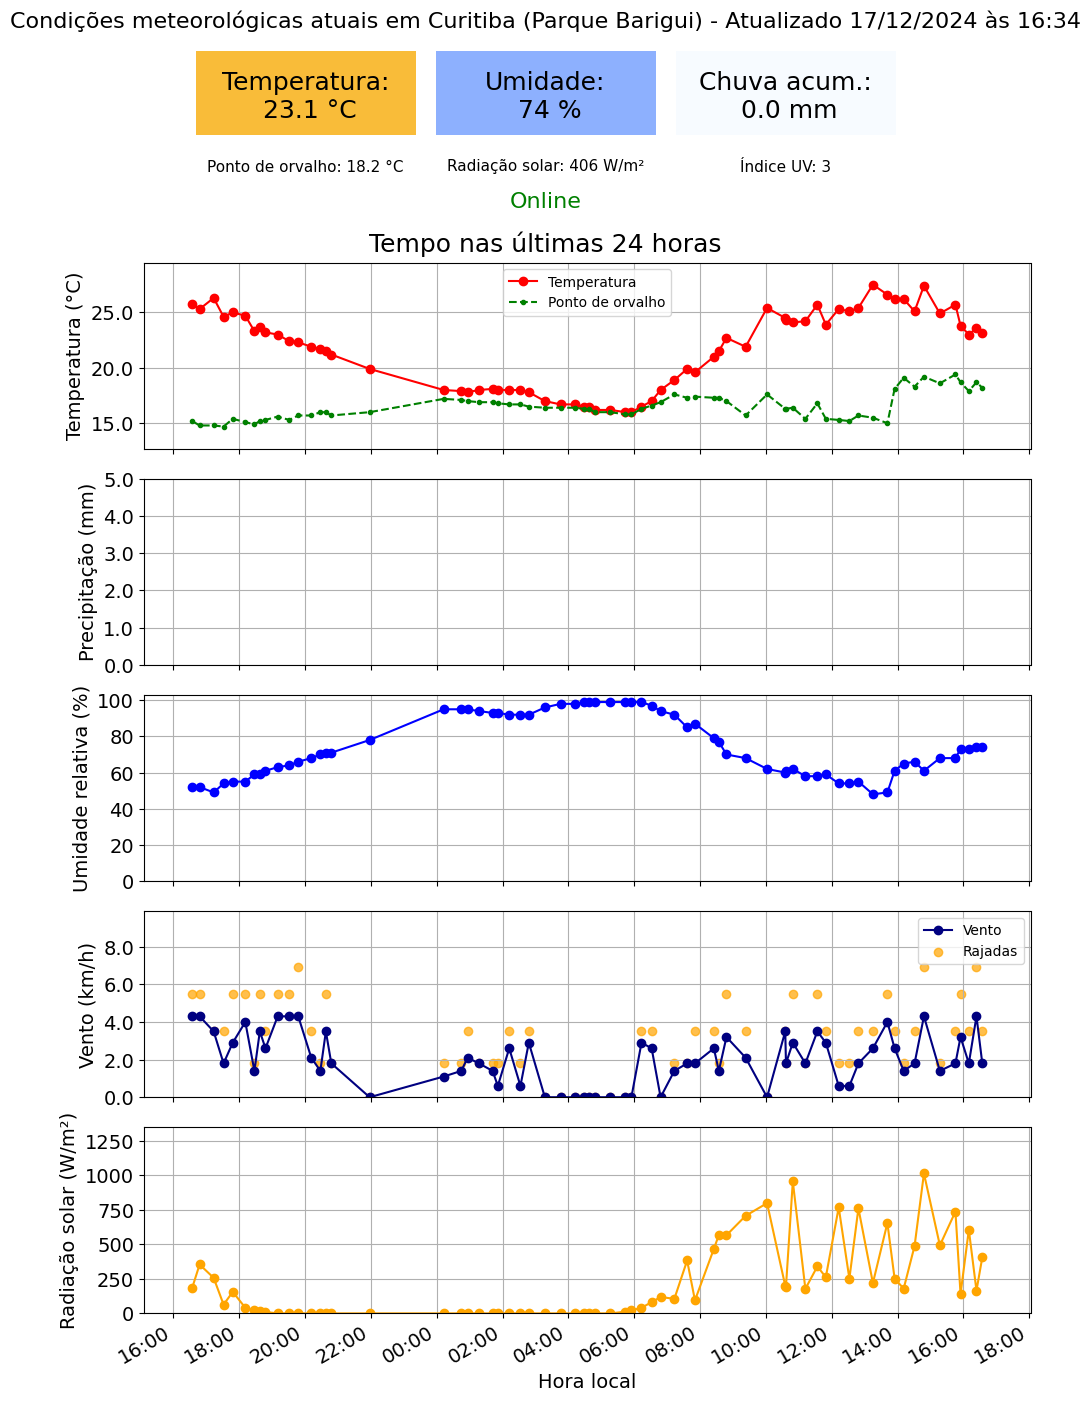 Condições meteorológicas atuais em Curitiba (Parque Barigui) - Atualizado 17/12/2024 às 16:34
Temperatura:
23.1 °C
Umidade:
74 %
Chuva acum.:
0.0 mm
Ponto de orvalho: 18.2 °C
Radiação solar: 406 W/m²
Índice UV: 3
Online
Tempo nas últimas 24 horas
Temperatura (°C)
25.0
20.0
15.0
Temperatura
Ponto de orvalho
Precipitação (mm)
5.0
4.0
3.0
2.0
1.0
0.0
Umidade relativa (%)
100
80
60
40
20
0
Vento (km/h)
8.0
6.0
4.0
2.0
0.0
Vento
Rajadas
Radiação solar (W/m²)
1250
1000
750
500
250
0
16:00 18:00 20:00 22:00 00:00 02:00 04:00 06:00 08:00 10:00 12:00 14:00 16:00 18:00
Hora local